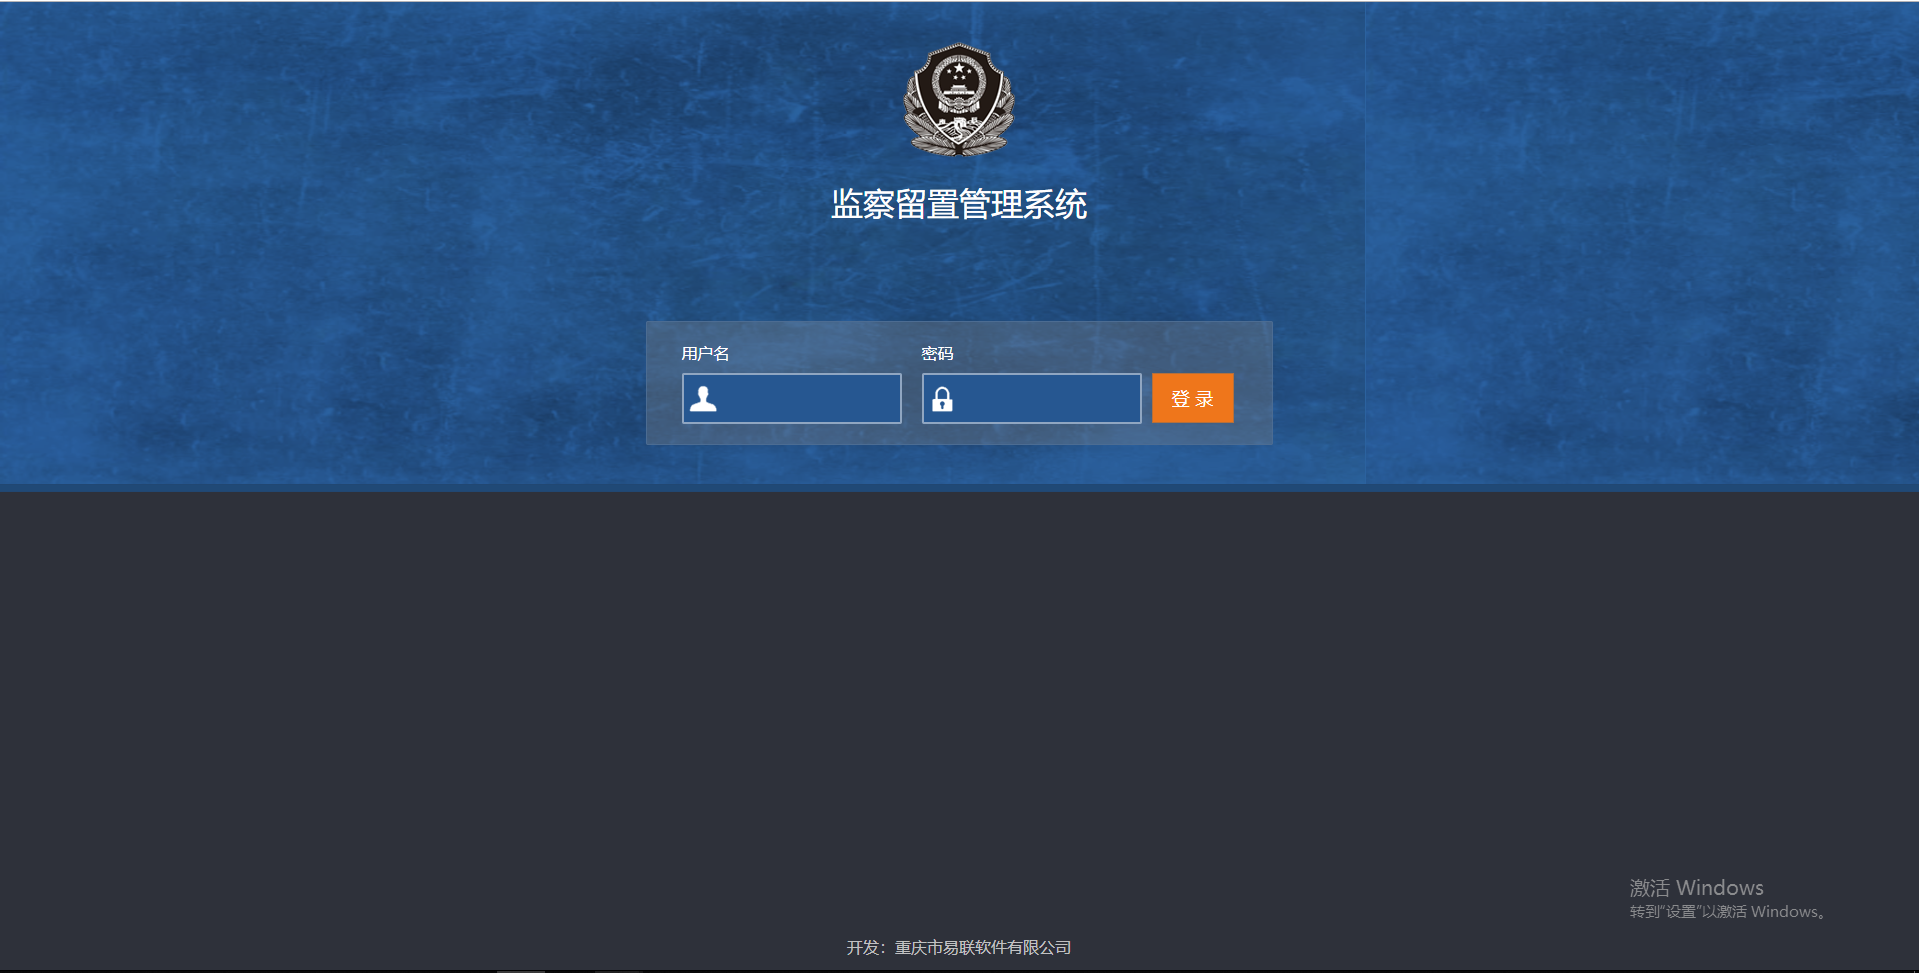 监察留置管理系统
用户名
密码
登 录
激活 Windows
转到“设置”以激活 Windows。
开发：重庆市易联软件有限公司